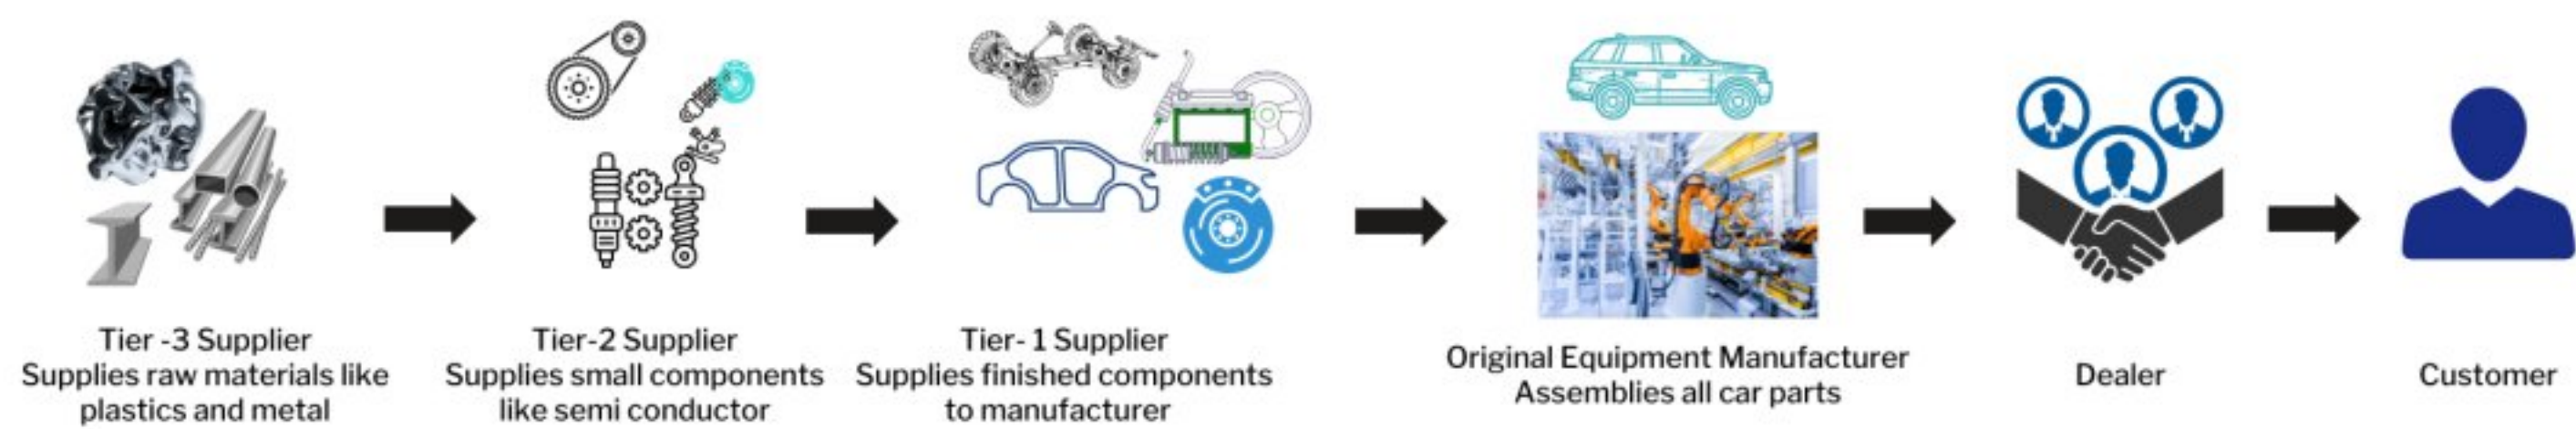 Tier -3 Supplier
Supplies raw materials like
plastics and metal
Tier-2 Supplier
Supplies small components
like semi conductor
Tier- 1 Supplier
Supplies finished components
to manufacturer
Original Equipment Manufacturer
Assemblies all car parts
Dealer
Customer